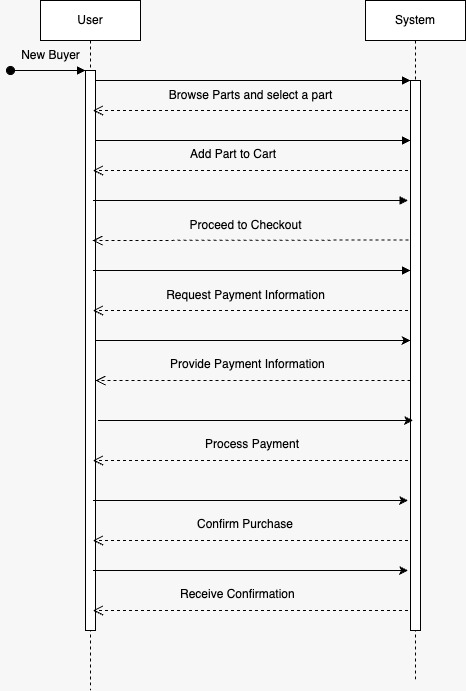 User
System
New Buyer
Browse Parts and select a part
Add Part to Cart
Proceed to Checkout
Request Payment Information
Provide Payment Information
Process Payment
Confirm Purchase
Receive Confirmation